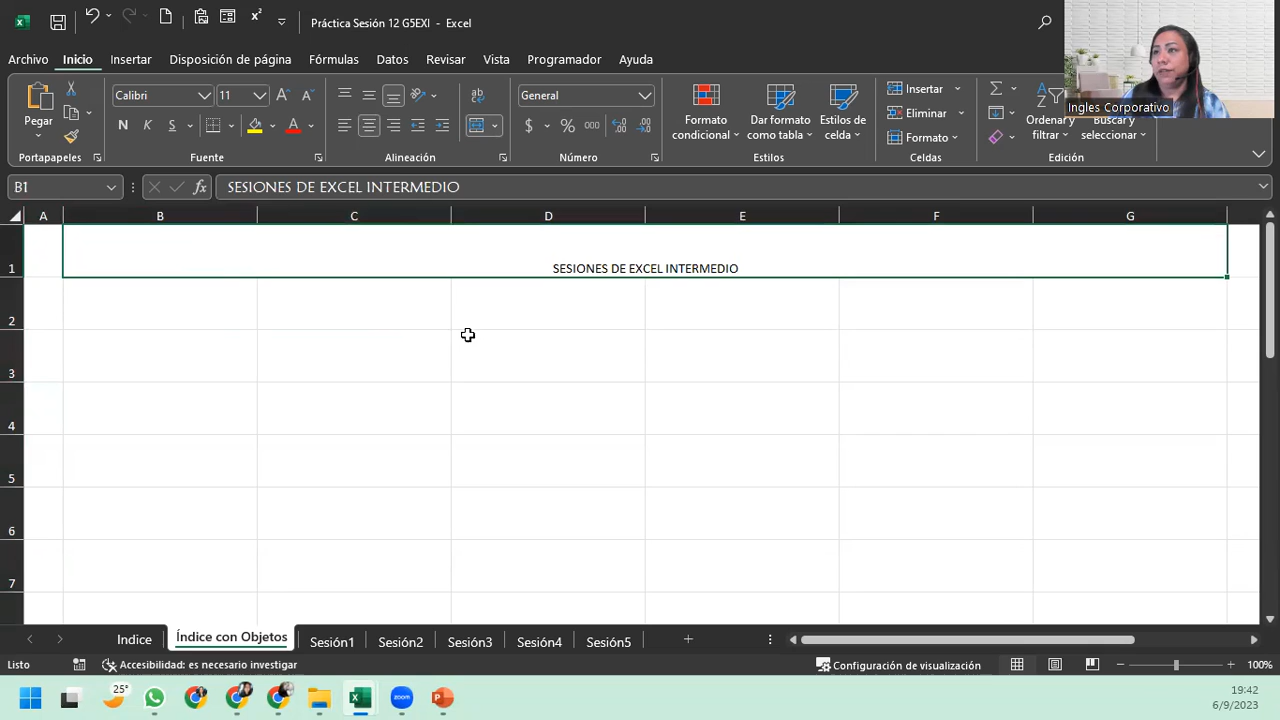 Práctica Sesión 12 G5EXI - Excel
Archivo Inicio Insertar Disposición de página Fórmulas Ayuda
Pegar
Portapapeles
Calibri 11
N K S
Fuente
Alineación
General
$ % 000
Número
Formato condicional
Dar formato como tabla
Estilos de celda
Estilos
Insertar
Eliminar
Formato
Celdas
Ordenar y filtrar
Buscar y seleccionar
Edición
Ingles Corporativo
B1 fx SESIONES DE EXCEL INTERMEDIO
A B C D E F G
1 SESIONES DE EXCEL INTERMEDIO
2
3
4
5
6
7
Indice Índice con Objetos Sesión1 Sesión2 Sesión3 Sesión4 Sesión5
Listo Accesibilidad: es necesario investigar Configuración de visualización 100%
25° zoom 19:42
6/9/2023